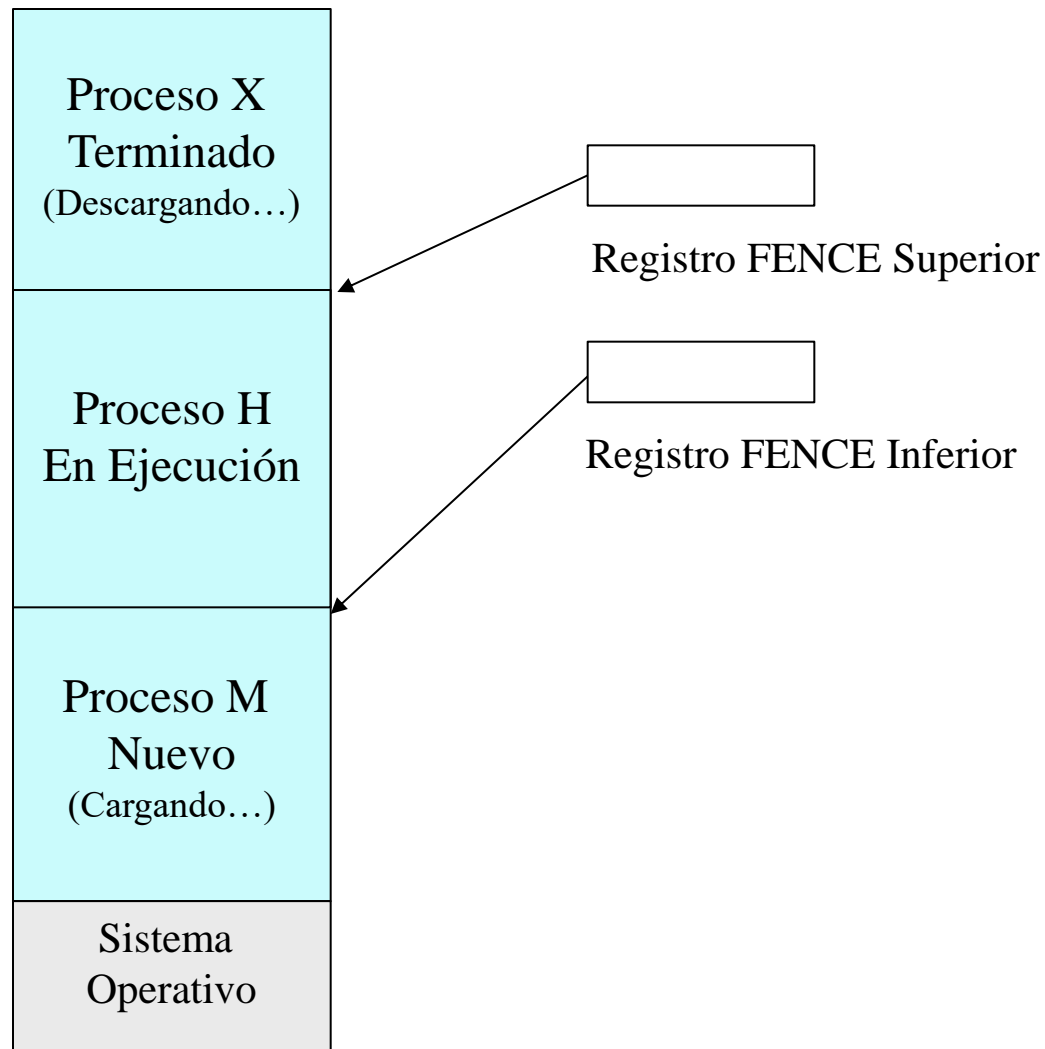 Proceso X
Terminado
(Descargando…)
Registro FENCE Superior
Proceso H
En Ejecución
Registro FENCE Inferior
Proceso M
Nuevo
(Cargando…)
Sistema
Operativo